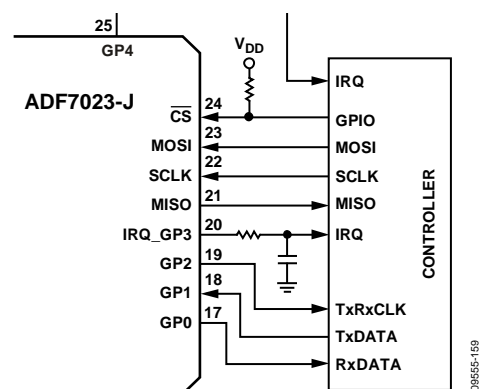 25
GP4
VDD
IRQ
ADF7023-J
CS
24
GPIO
MOSI
23
MOSI
SCLK
22
SCLK
MISO
21
MISO
IRQ_GP3
20
IRQ
GP2
19
GP1
18
TxRxCLK
GP0
17
TxDATA
RxDATA
CONTROLLER
09555-159